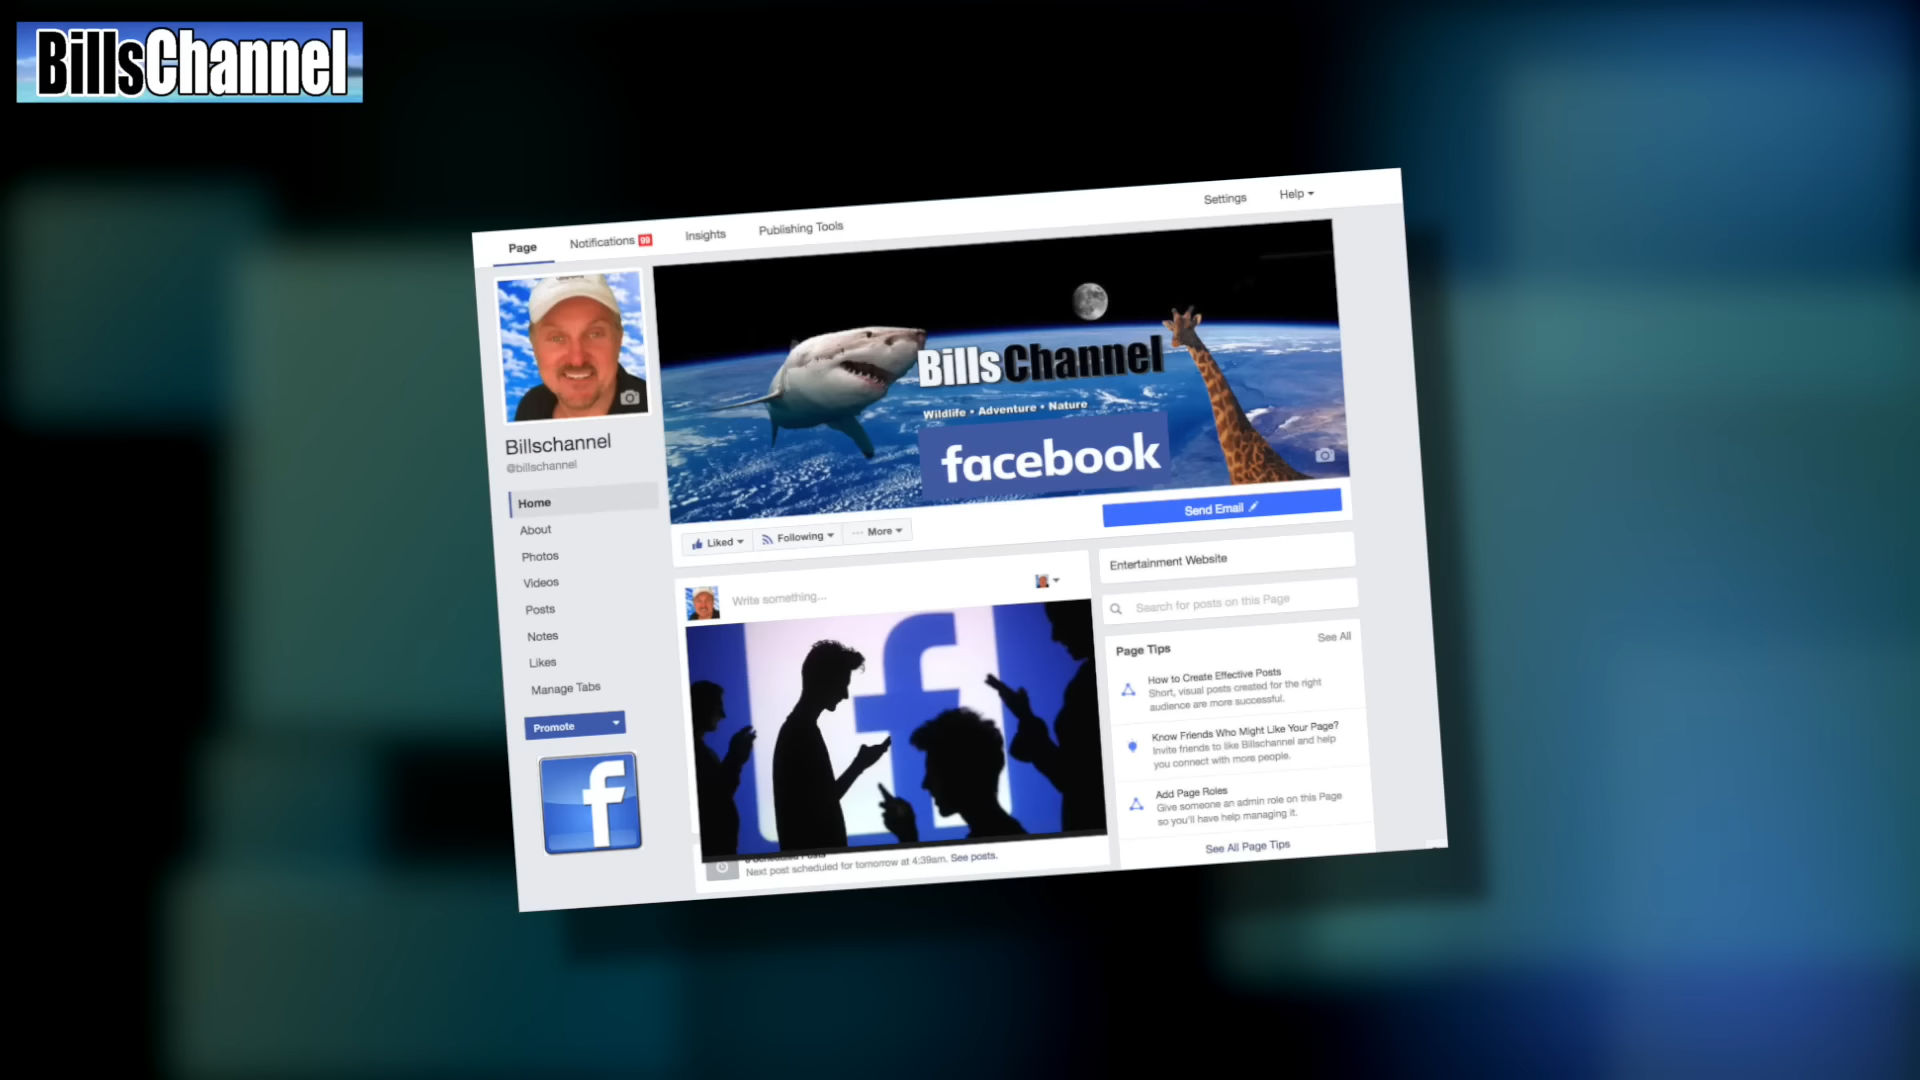 BillsChannel
Page
Notifications 99
Insights
Publishing Tools
Settings
Help
BillsChannel
Wildlife • Adventure • Nature
facebook
Billschannel
@billschannel
Home
About
Photos
Videos
Posts
Notes
Likes
Manage Tabs
Promote
Liked
Following
··· More
Send Email
Write something...
Entertainment Website
Search for posts on this Page
Page Tips
See All
How to Create Effective Posts
Short, visual posts created for the right
audience are more successful.
Know Friends Who Might Like Your Page?
Invite friends to like Billschannel and help
you connect with more people.
Add Page Roles
Give someone an admin role on this Page
so you'll have help managing it.
See All Page Tips
Scheduled Posts
Next post scheduled for tomorrow at 4:39am. See posts.